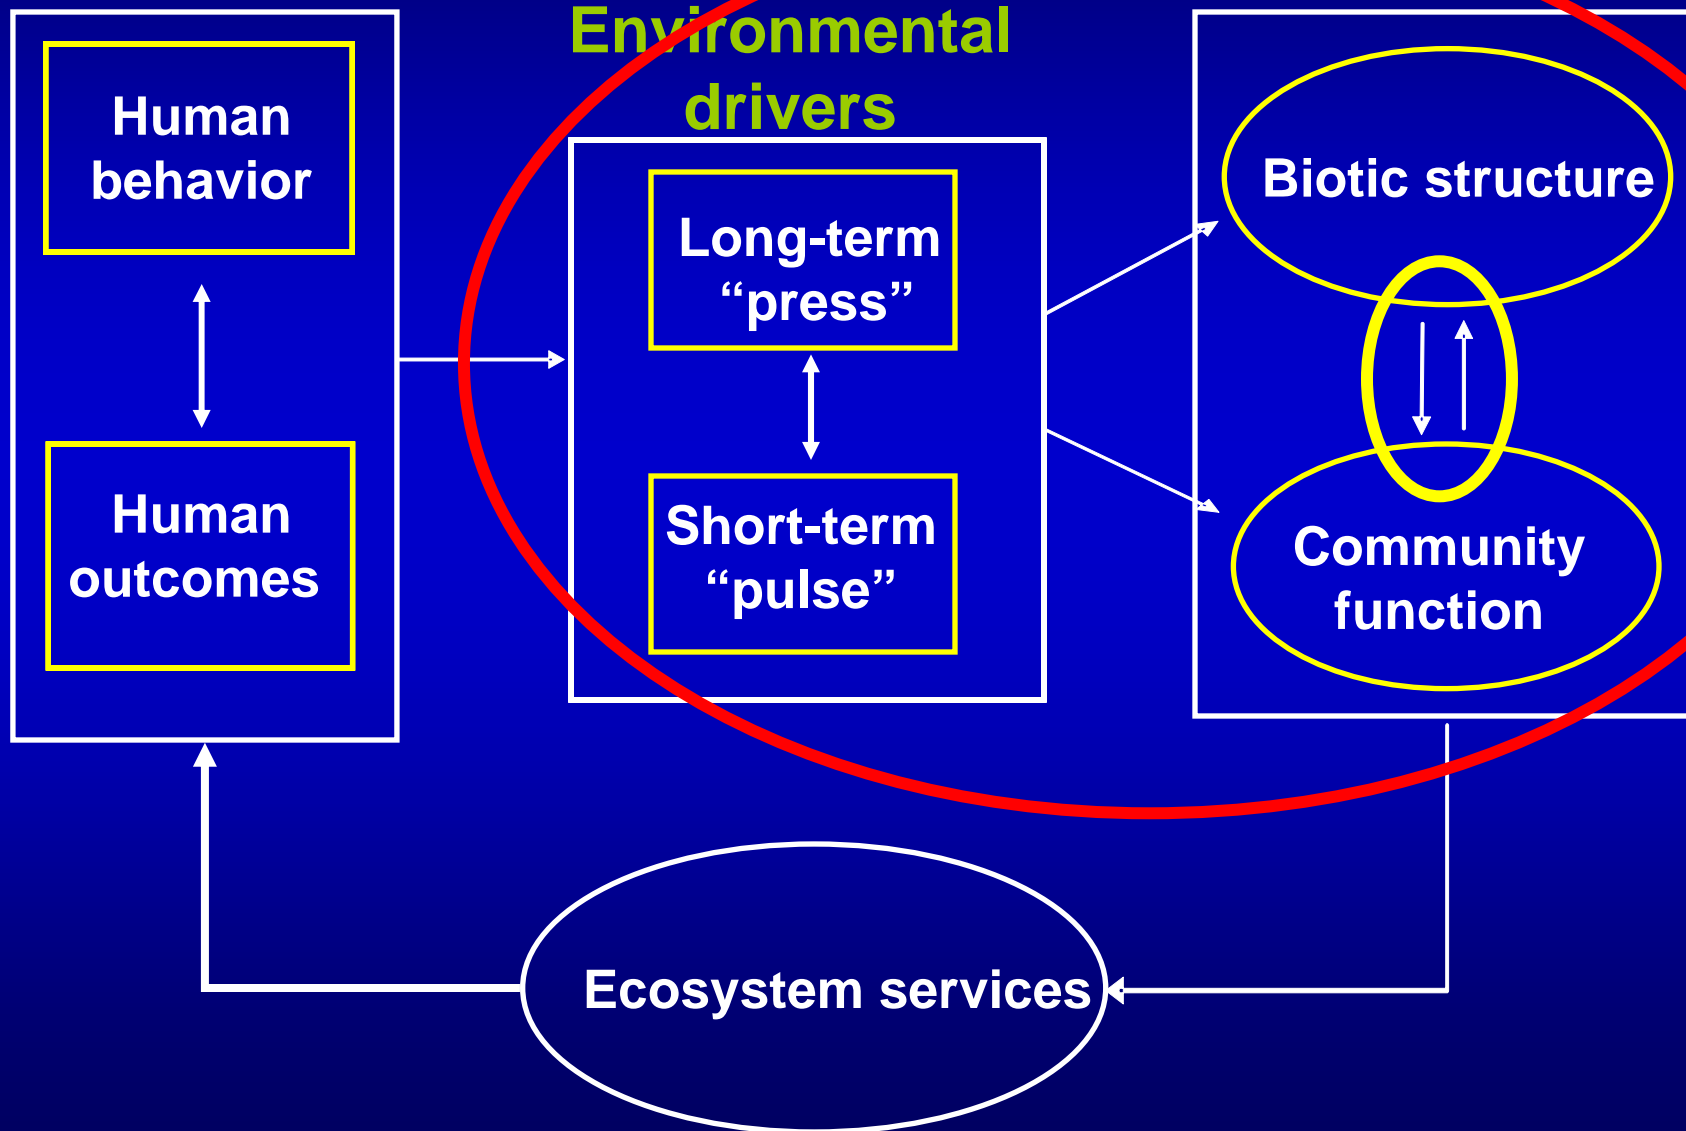 Environmental
drivers
Human
behavior
Human
outcomes
Long-term
“press”
Short-term
“pulse”
Biotic structure
Community
function
Ecosystem services